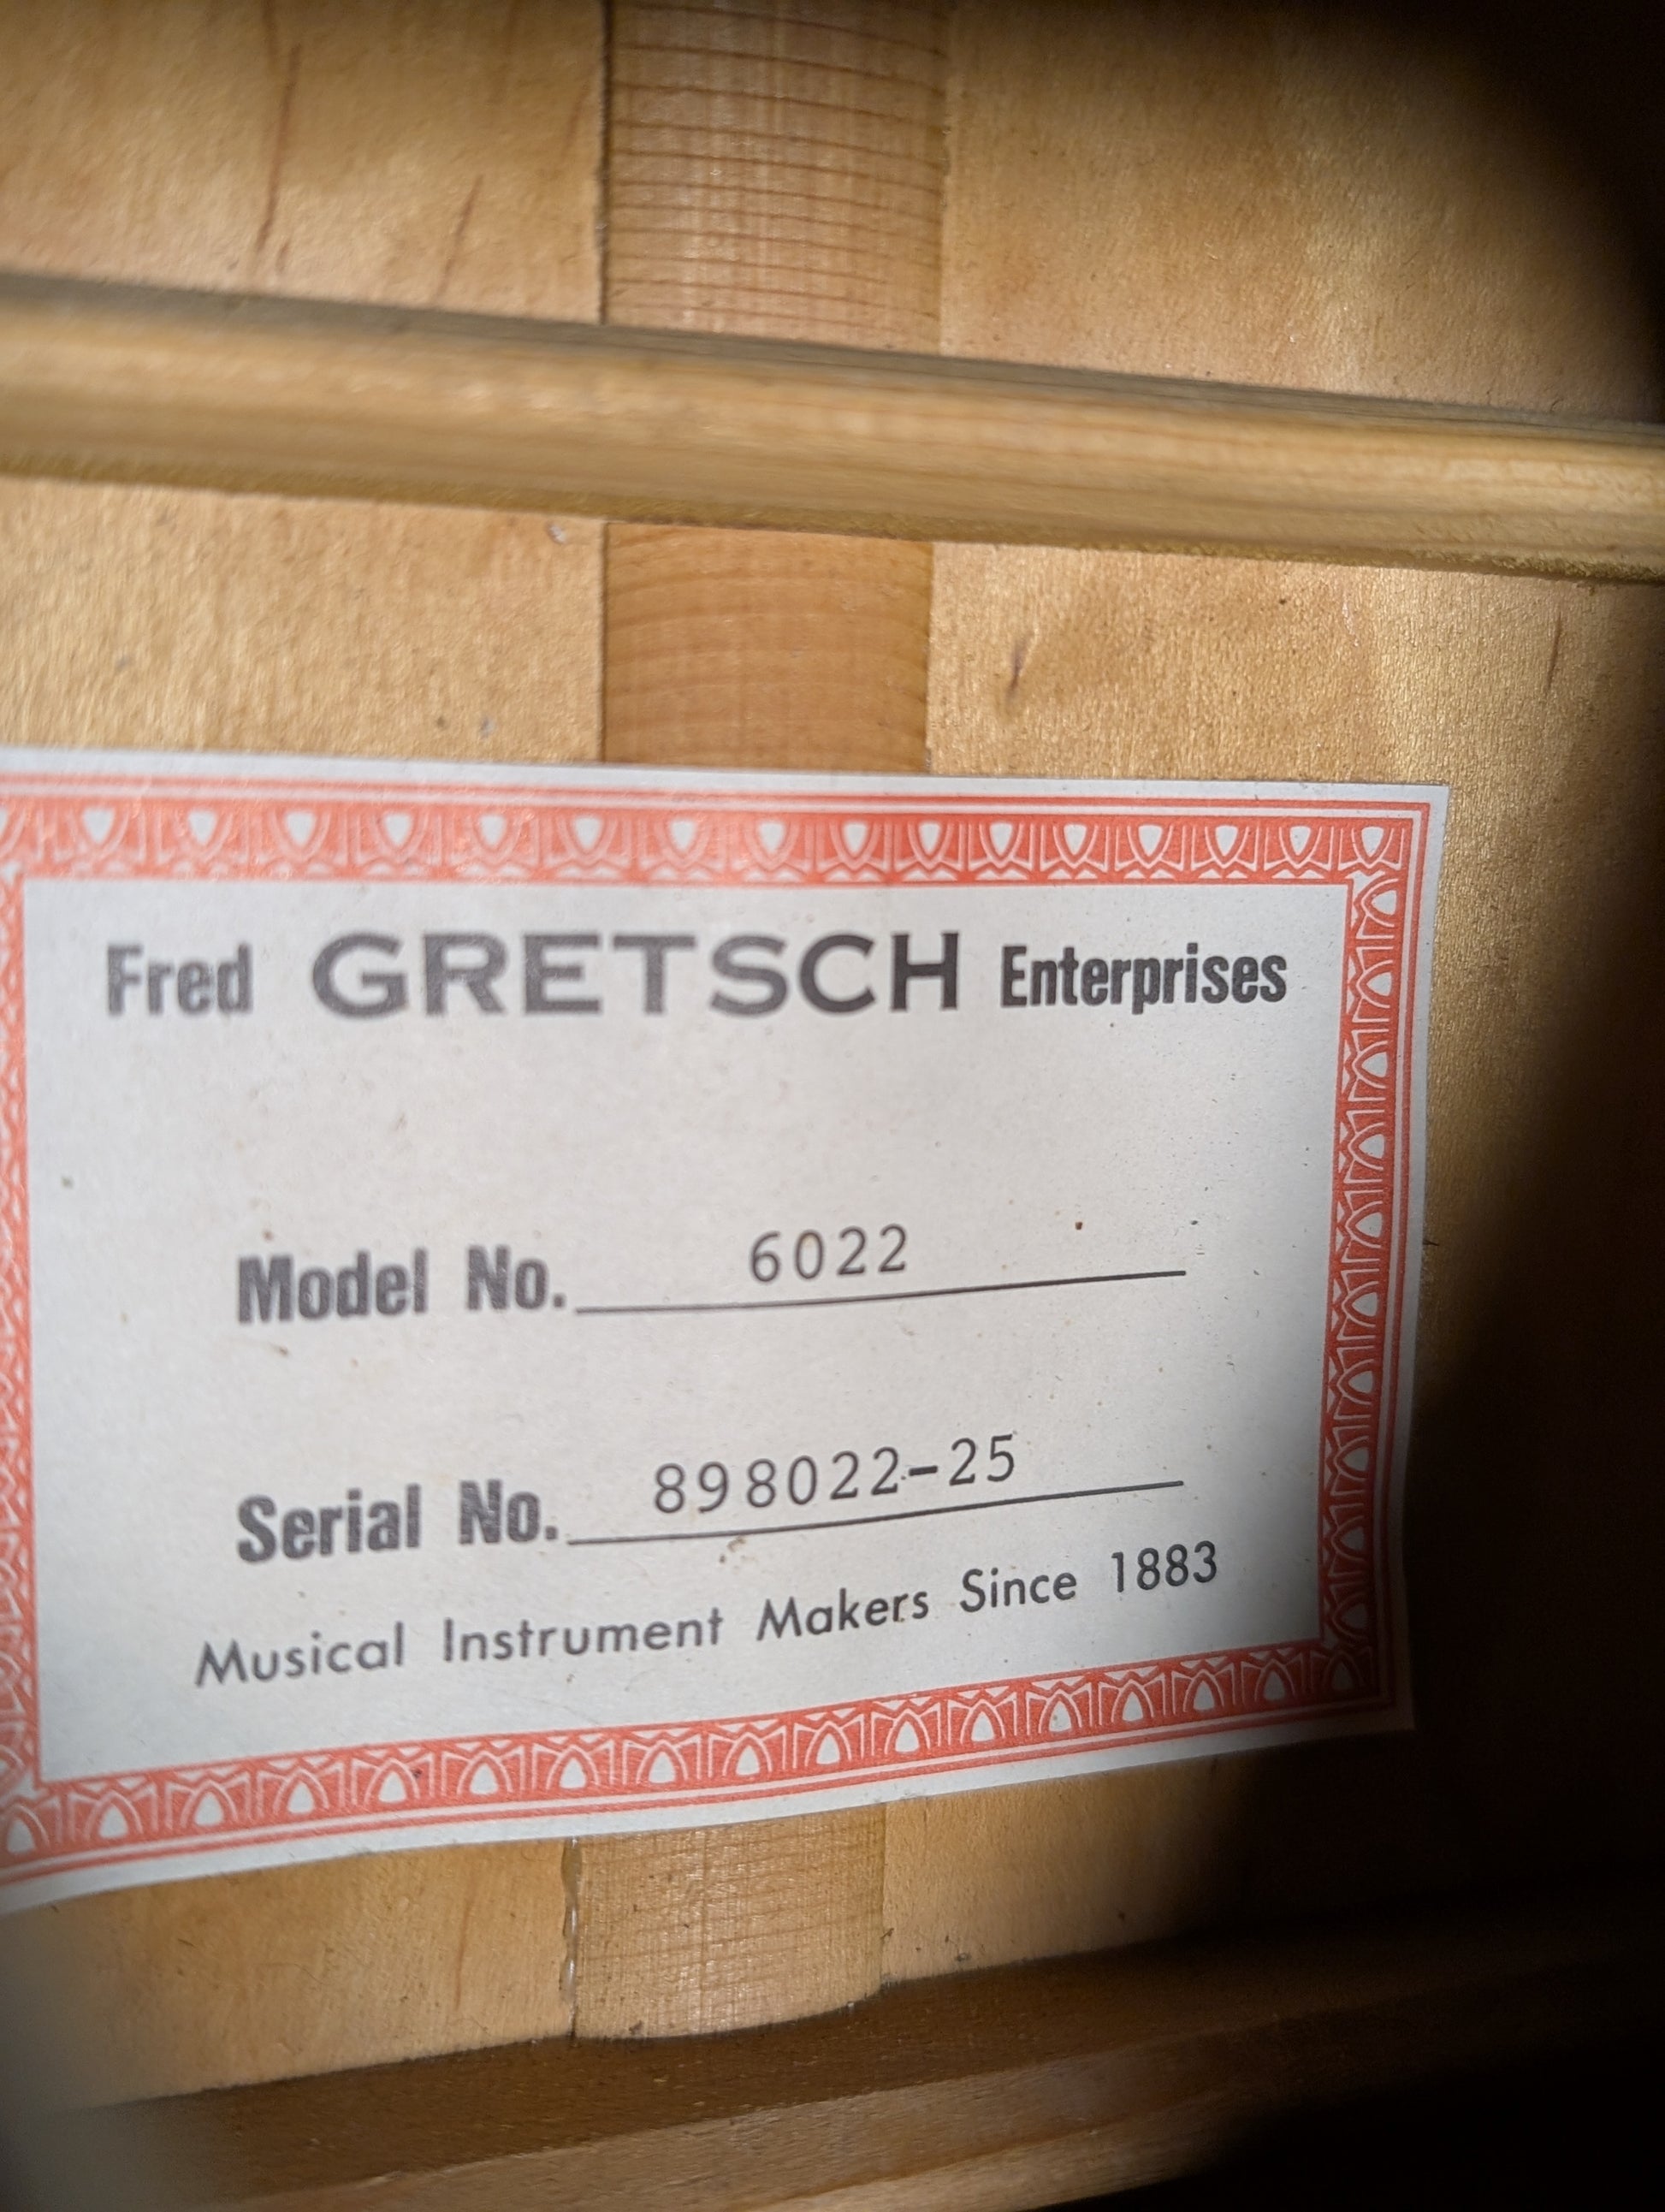 Fred GRETSCH Enterprises
Model No. 6022
Serial No. 898022-25
Musical Instrument Makers Since 1883